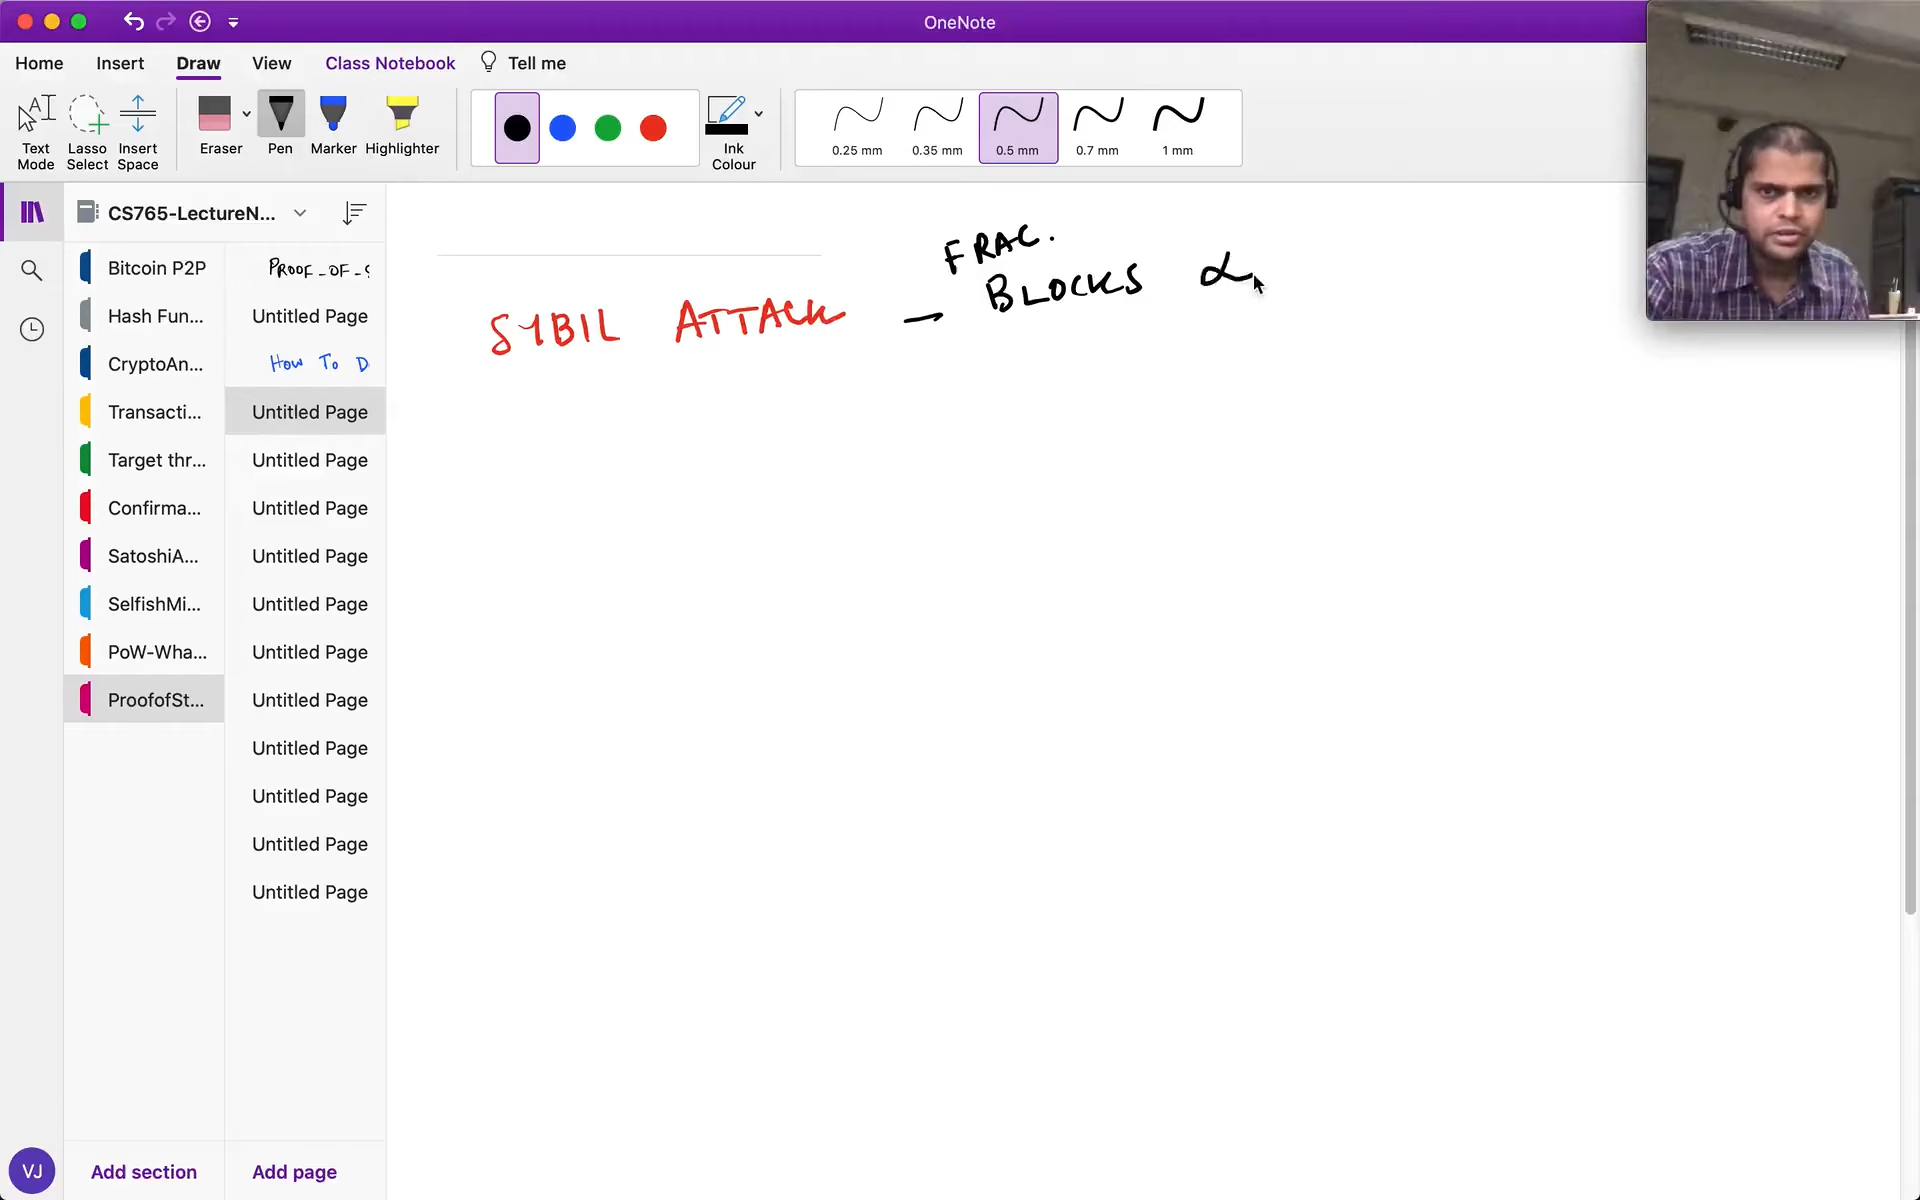 OneNote
Home Insert Draw View Class Notebook Tell me
Text Mode Lasso Select Insert Space Eraser Pen Marker Highlighter Ink Colour 0.25 mm 0.35 mm 0.5 mm 0.7 mm 1 mm
CS765-LectureN...
Bitcoin P2P
Hash Fun...
CryptoAn...
Transacti...
Target thr...
Confirma...
SatoshiA...
SelfishMi...
PoW-Wha...
ProofofSt...
PROOF_OF_S
Untitled Page
HOW TO D
Untitled Page
Untitled Page
Untitled Page
Untitled Page
Untitled Page
Untitled Page
Untitled Page
Untitled Page
Untitled Page
Untitled Page
Untitled Page
FRAC.
SYBIL ATTACK — BLOCKS ∝
VJ
Add section Add page